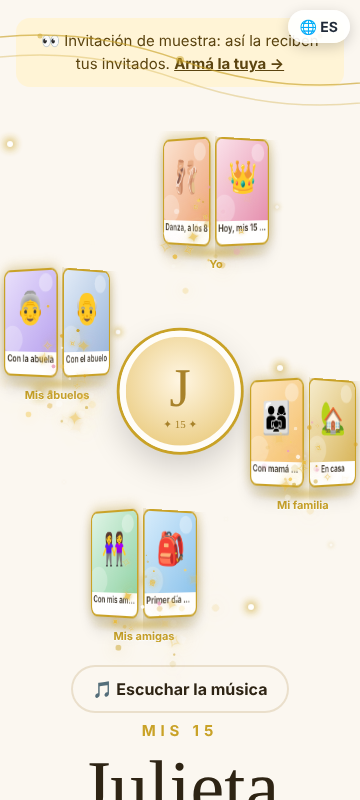 🌐 ES
👀 Invitación de muestra: así la reciben
tus invitados. Armá la tuya →
Danza, a los 8
Hoy, mis 15 ...
Yo
Con la abuela
Con el abuelo
Mis abuelos
J
✦ 15 ✦
Con mamá ...
En casa
Mi familia
Con mis am...
Primer día ...
Mis amigas
🎵 Escuchar la música
MIS 15
Julieta